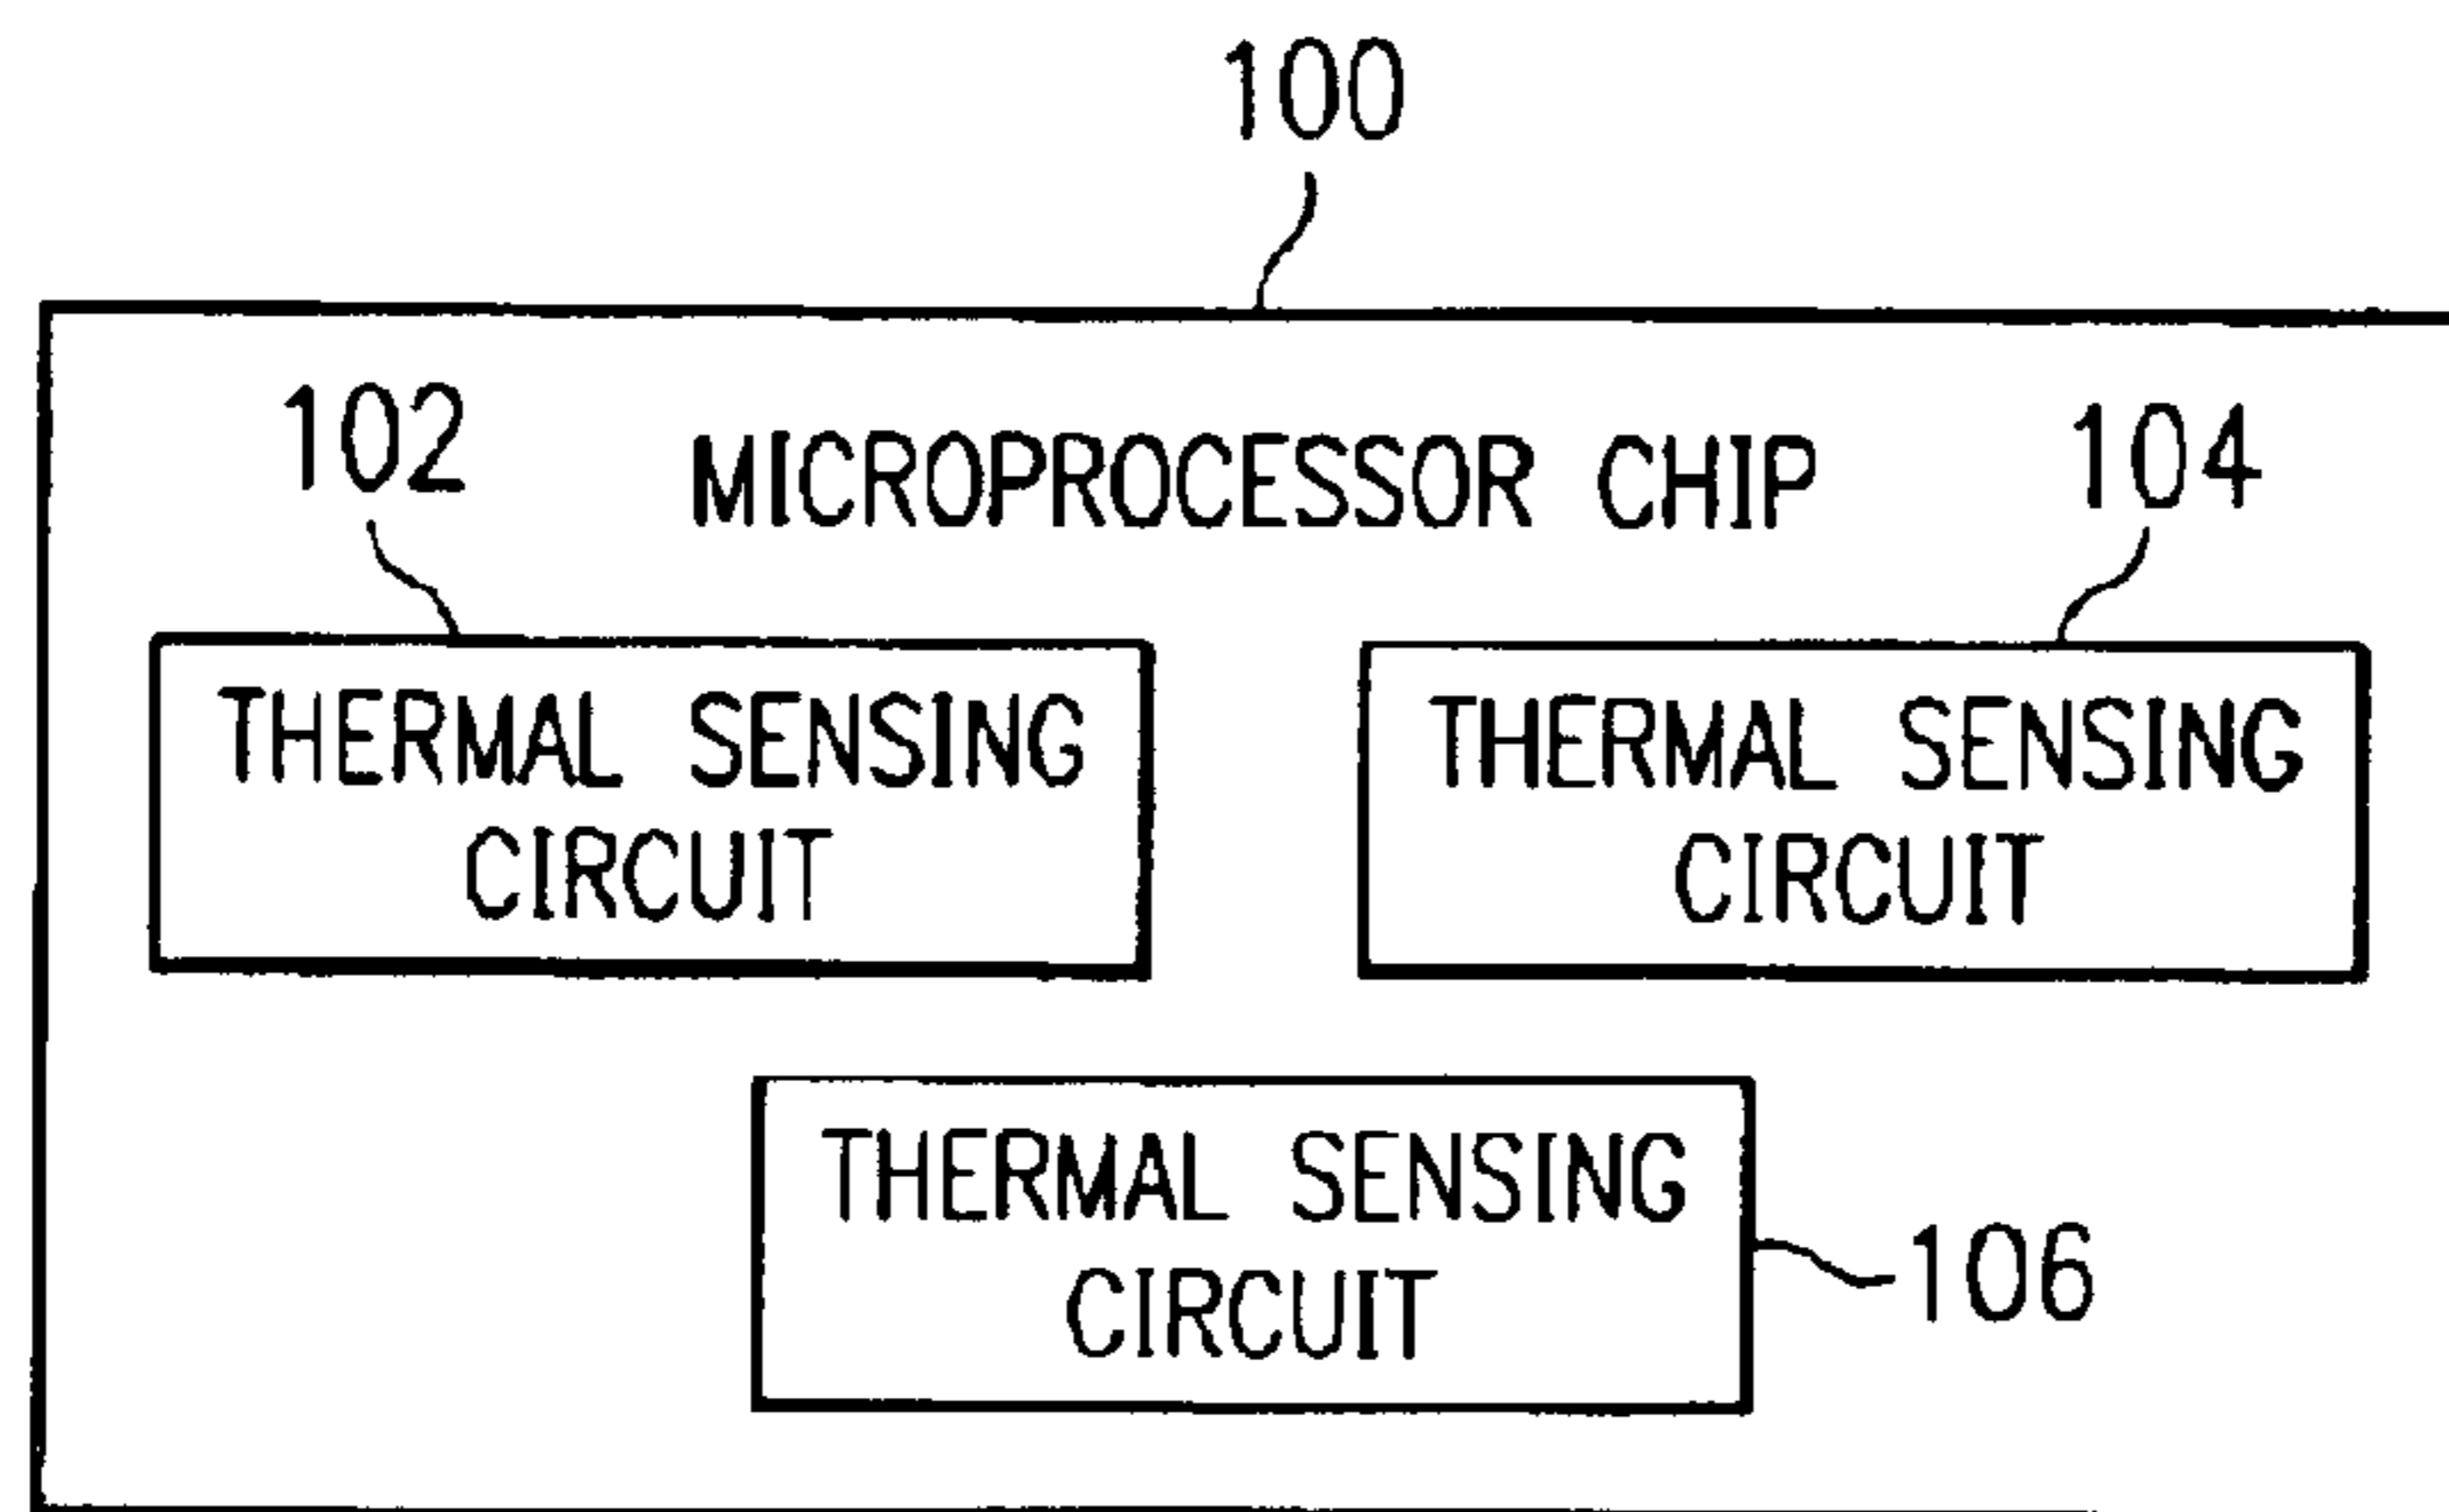 100
102
MICROPROCESSOR CHIP
104
THERMAL SENSING
CIRCUIT
THERMAL SENSING
CIRCUIT
THERMAL SENSING
CIRCUIT
106